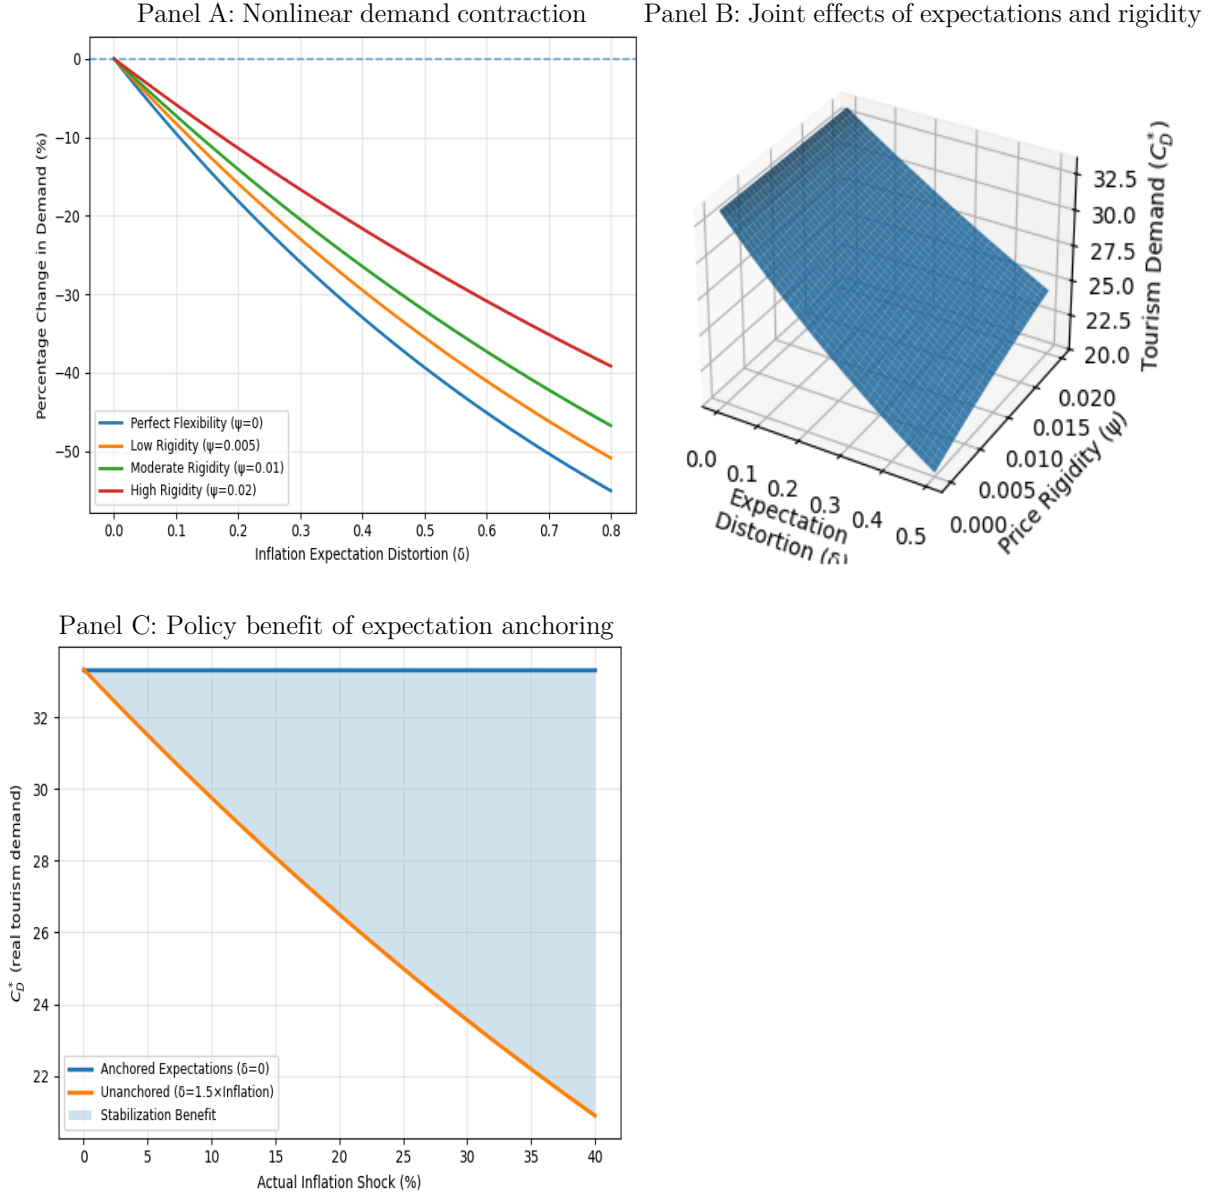 Panel A: Nonlinear demand contraction
Percentage Change in Demand (%)
0
−10
−20
−30
−40
−50
Perfect Flexibility (ψ=0)
Low Rigidity (ψ=0.005)
Moderate Rigidity (ψ=0.01)
High Rigidity (ψ=0.02)
0.0 0.1 0.2 0.3 0.4 0.5 0.6 0.7 0.8
Inflation Expectation Distortion (δ)
Panel B: Joint effects of expectations and rigidity
Tourism Demand (C*D)
32.5
30.0
27.5
25.0
22.5
20.0
0.020
0.015
0.010
0.005
0.000
Price Rigidity (ψ)
0.0 0.1 0.2 0.3 0.4 0.5
Expectation
Distortion (δ)
Panel C: Policy benefit of expectation anchoring
C*D (real tourism demand)
32
30
28
26
24
22
Anchored Expectations (δ=0)
Unanchored (δ=1.5×Inflation)
Stabilization Benefit
0 5 10 15 20 25 30 35 40
Actual Inflation Shock (%)